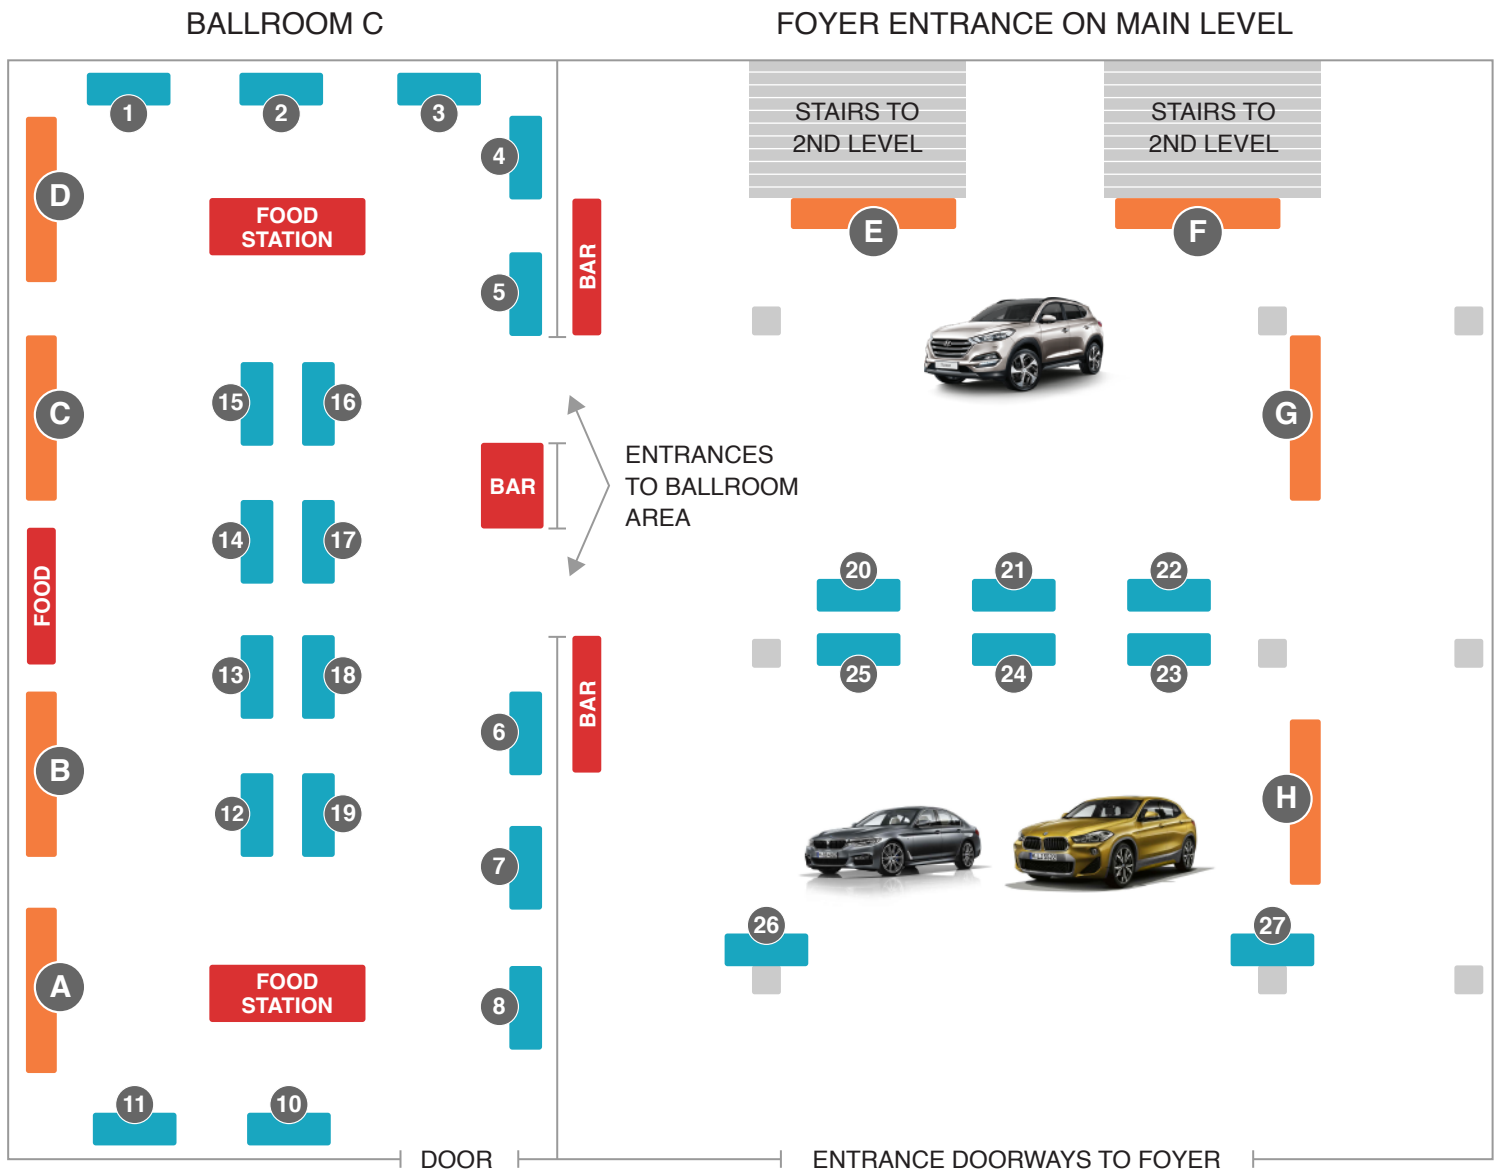 BALLROOM C
FOYER ENTRANCE ON MAIN LEVEL
1
2
3
4
5
D
FOOD
STATION
BAR
STAIRS TO
2ND LEVEL
STAIRS TO
2ND LEVEL
E
F
C
15
16
14
17
BAR
ENTRANCES
TO BALLROOM
AREA
G
FOOD
13
18
12
19
B
6
7
8
BAR
20
21
22
25
24
23
H
A
FOOD
STATION
26
27
11
10
DOOR
ENTRANCE DOORWAYS TO FOYER